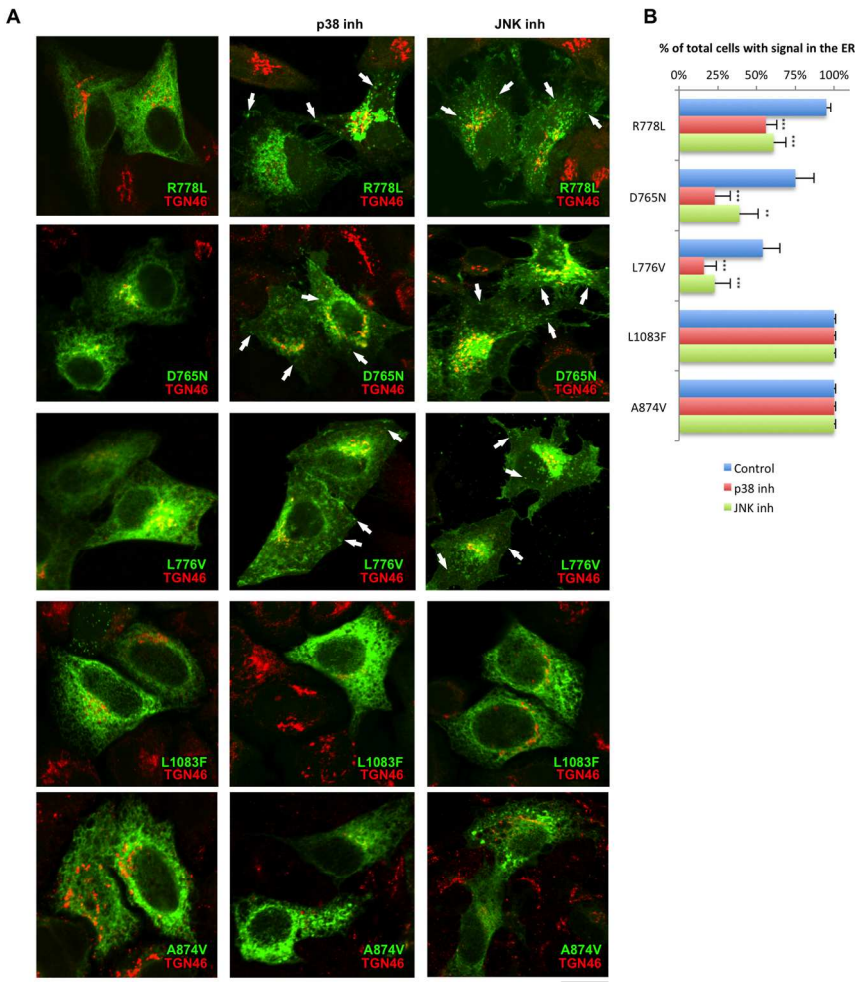 A
p38 inh
JNK inh
R778L
TGN46
R778L
TGN46
R778L
TGN46
D765N
TGN46
D765N
TGN46
D765N
TGN46
L776V
TGN46
L776V
TGN46
L776V
TGN46
L1083F
TGN46
L1083F
TGN46
L1083F
TGN46
A874V
TGN46
A874V
TGN46
A874V
TGN46
B
% of total cells with signal in the ER
0% 25% 50% 75% 100%
R778L
***
***
D765N
***
**
L776V
***
***
L1083F
A874V
Control
p38 inh
JNK inh